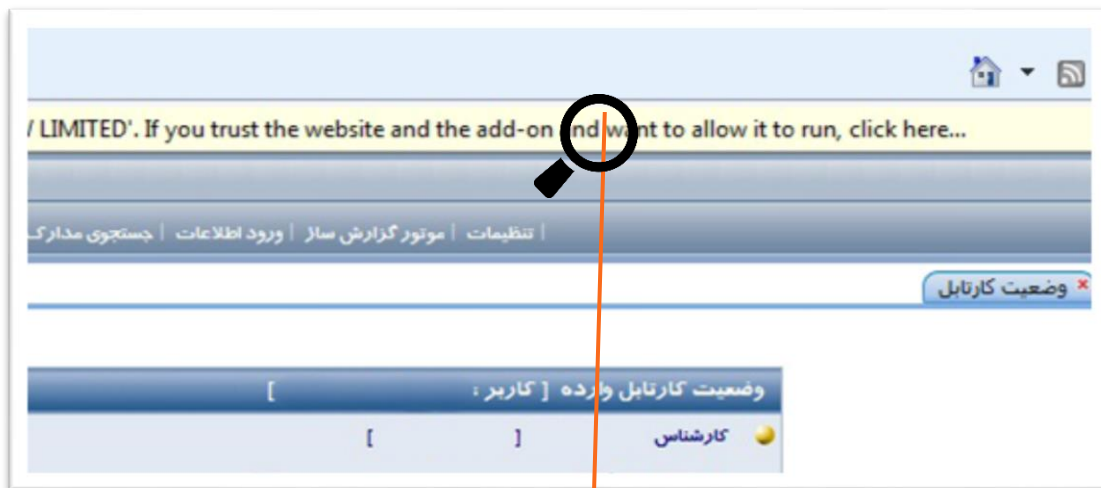 / LIMITED'. If you trust the website and the add-on and want to allow it to run, click here...
| تنظیمات | موتور گزارش ساز | ورود اطلاعات | جستجوی مدارک
× وضعیت کارتابل
وضعیت کارتابل وارده [ کاربر : ]
کارشناس [ ]